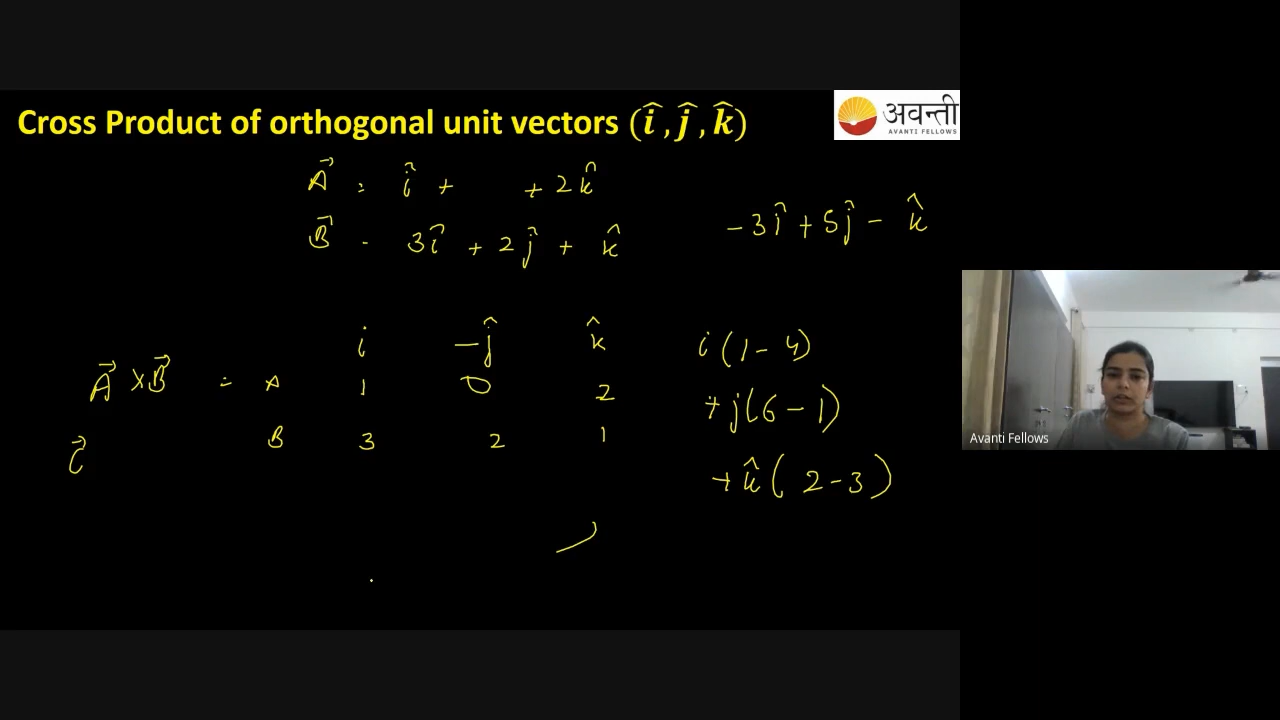 Cross Product of orthogonal unit vectors (î, ĵ, k̂)
अवन्ती
AVANTI FELLOWS
A⃗ = î + + 2k̂
B⃗ - 3î + 2ĵ + k̂
-3î + 5ĵ - k̂
i -ĵ k̂
A⃗ × B⃗ = A 1 0 2
C⃗ B 3 2 1
i(1-4)
+j(6-1)
+k̂(2-3)
Avanti Fellows